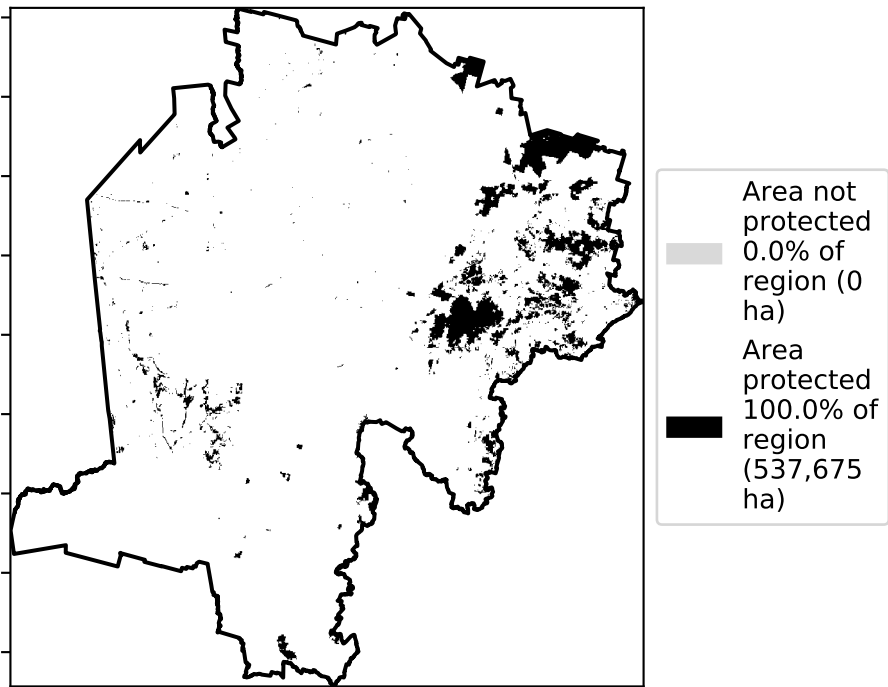 Area not
protected
0.0% of
region (0
ha)
Area
protected
100.0% of
region
(537,675
ha)